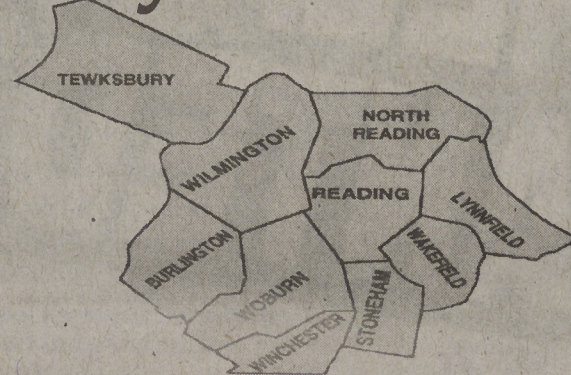 TEWKSBURY
NORTH
READING
WILMINGTON
READING
LYNNFIELD
BURLINGTON
WAKEFIELD
WOBURN
STONEHAM
WINCHESTER